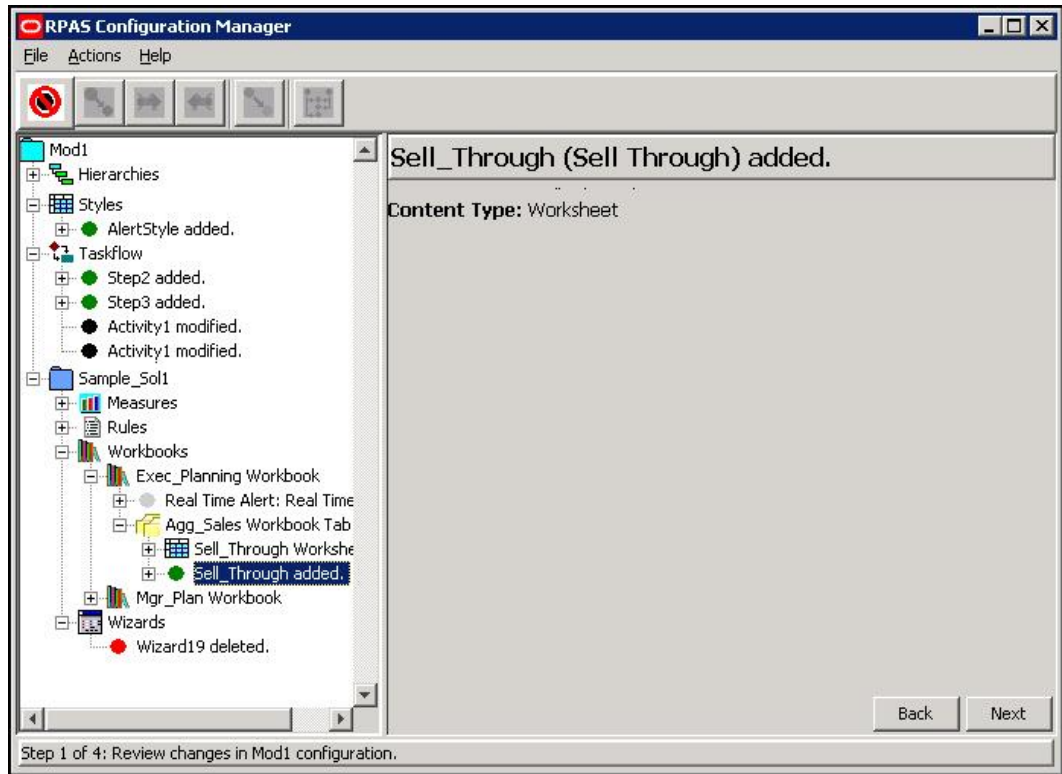 RPAS Configuration Manager
File Actions Help
Mod1
Hierarchies
Styles
AlertStyle added.
Taskflow
Step2 added.
Step3 added.
Activity1 modified.
Activity1 modified.
Sample_Sol1
Measures
Rules
Workbooks
Exec_Planning Workbook
Real Time Alert: Real Time
Agg_Sales Workbook Tab
Sell_Through Workshe
Sell_Through added.
Mgr_Plan Workbook
Wizards
Wizard19 deleted.
Sell_Through (Sell Through) added.
Content Type: Worksheet
Back Next
Step 1 of 4: Review changes in Mod1 configuration.